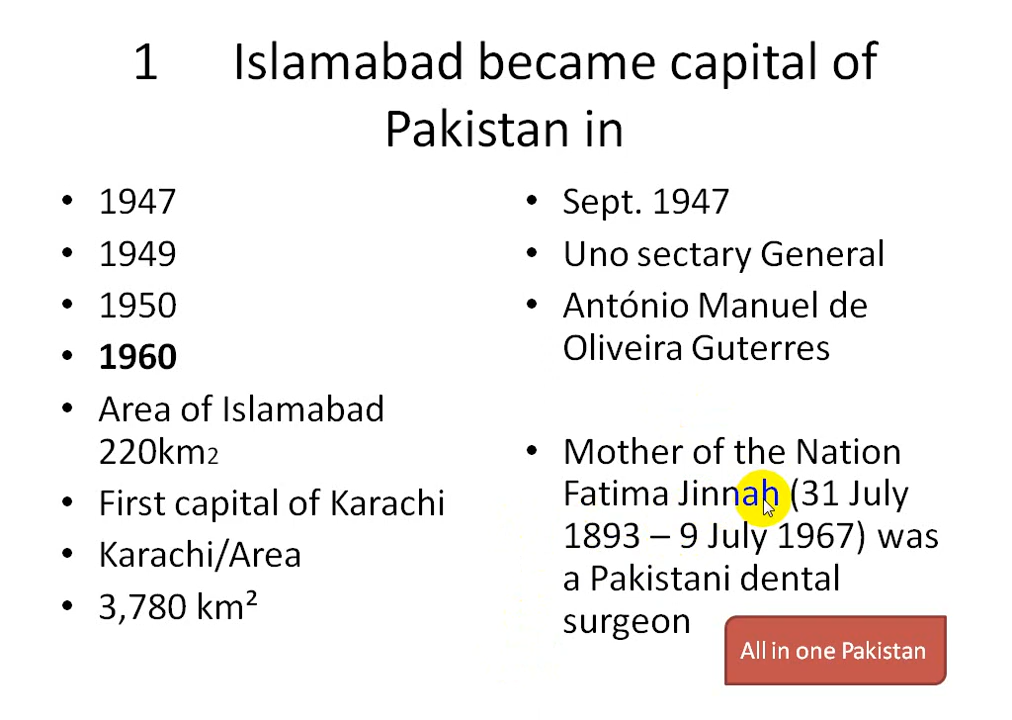 1 Islamabad became capital of
Pakistan in
• 1947
• 1949
• 1950
• 1960
• Area of Islamabad
220km2
• First capital of Karachi
• Karachi/Area
• 3,780 km²
• Sept. 1947
• Uno sectary General
• António Manuel de
Oliveira Guterres
• Mother of the Nation
Fatima Jinnah (31 July
1893 – 9 July 1967) was
a Pakistani dental
surgeon
All in one Pakistan